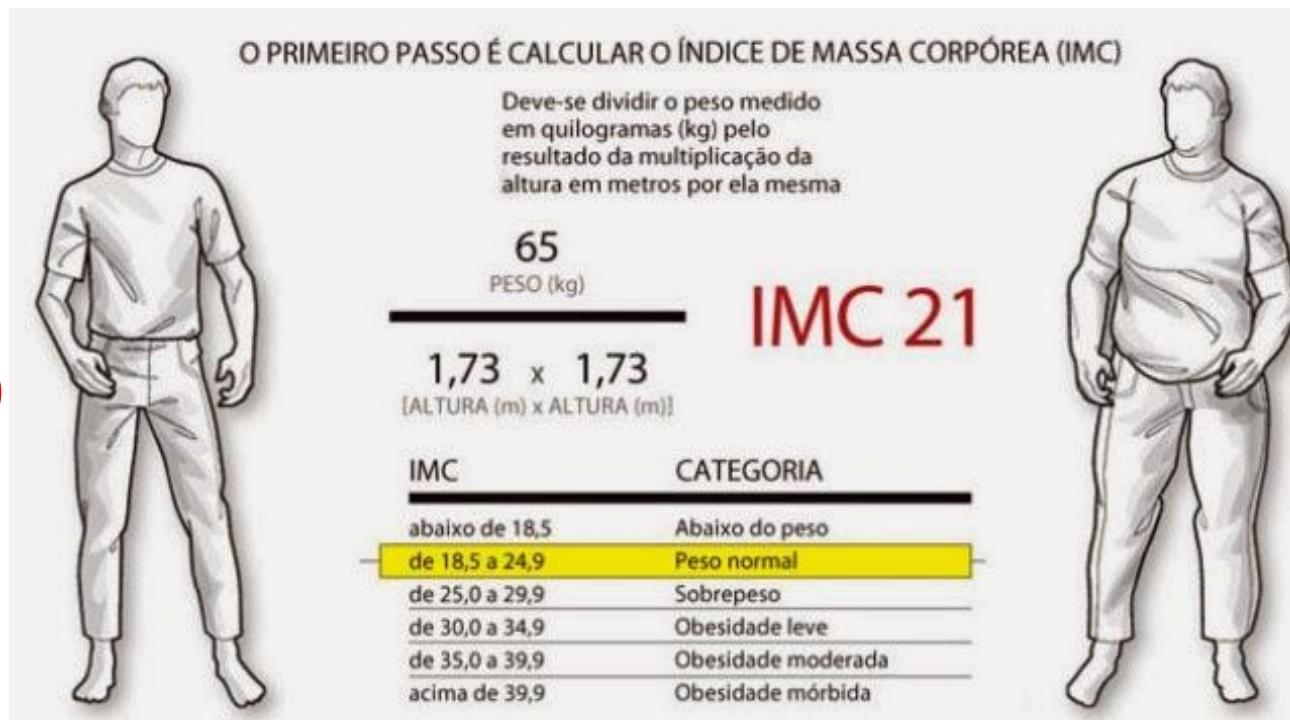 O PRIMEIRO PASSO É CALCULAR O ÍNDICE DE MASSA CORPÓREA (IMC)
Deve-se dividir o peso medido
em quilogramas (kg) pelo
resultado da multiplicação da
altura em metros por ela mesma
65
PESO (kg)
1,73 x 1,73
[ALTURA (m) x ALTURA (m)]
IMC 21
IMC CATEGORIA
abaixo de 18,5 Abaixo do peso
de 18,5 a 24,9 Peso normal
de 25,0 a 29,9 Sobrepeso
de 30,0 a 34,9 Obesidade leve
de 35,0 a 39,9 Obesidade moderada
acima de 39,9 Obesidade mórbida